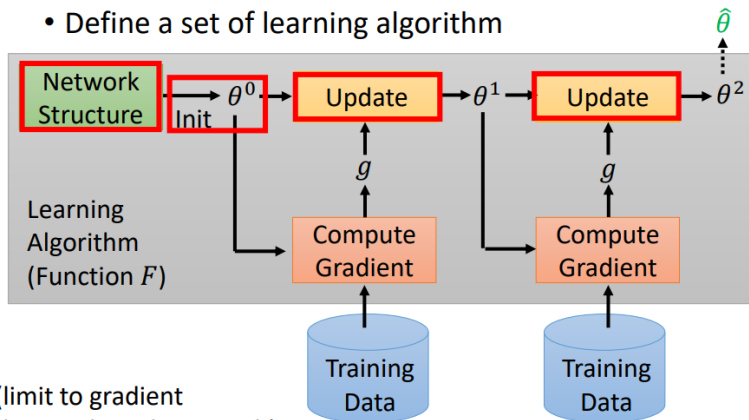 • Define a set of learning algorithm
θ̂
Network
Structure
Init
θ⁰
Update
θ¹
Update
θ²
g
g
Learning
Algorithm
(Function F)
Compute
Gradient
Compute
Gradient
Training
Data
Training
Data
(limit to gradient